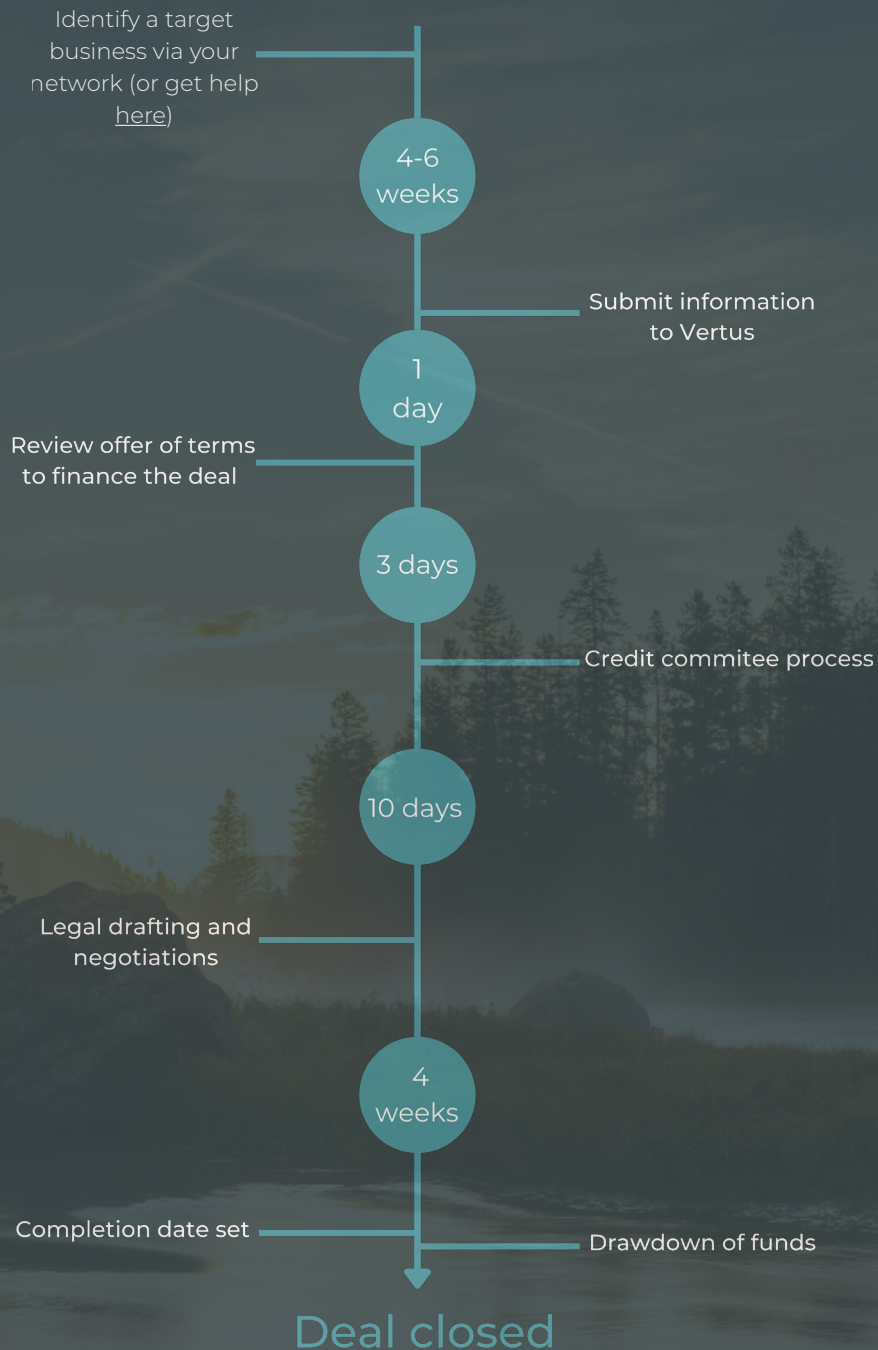 Identify a target
business via your
network (or get help
here)
4-6
weeks
Submit information
to Vertus
1
day
Review offer of terms
to finance the deal
3 days
Credit commitee process
10 days
Legal drafting and
negotiations
4
weeks
Completion date set
Drawdown of funds
Deal closed